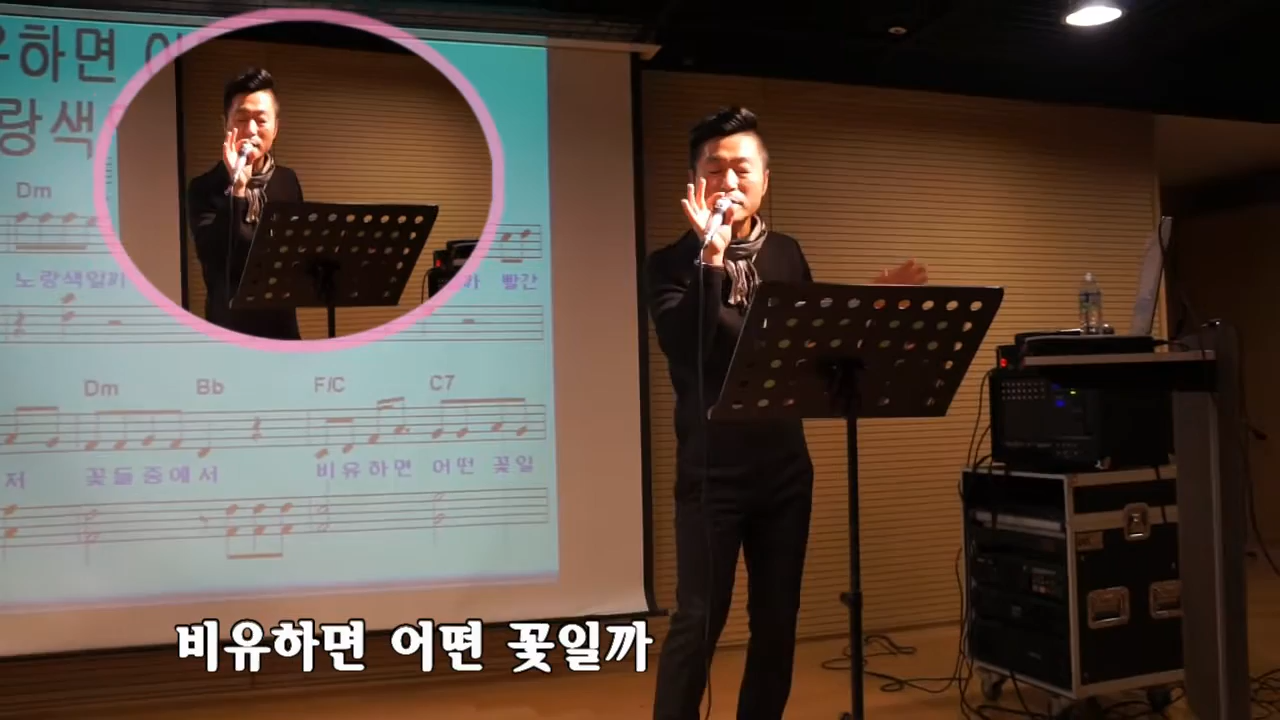 유하면 어
랑색
Dm
노랑색일까
까 빨간
Dm Bb F/C C7
저 꽃들중에서 비유하면 어떤 꽃일
비유하면 어떤 꽃일까